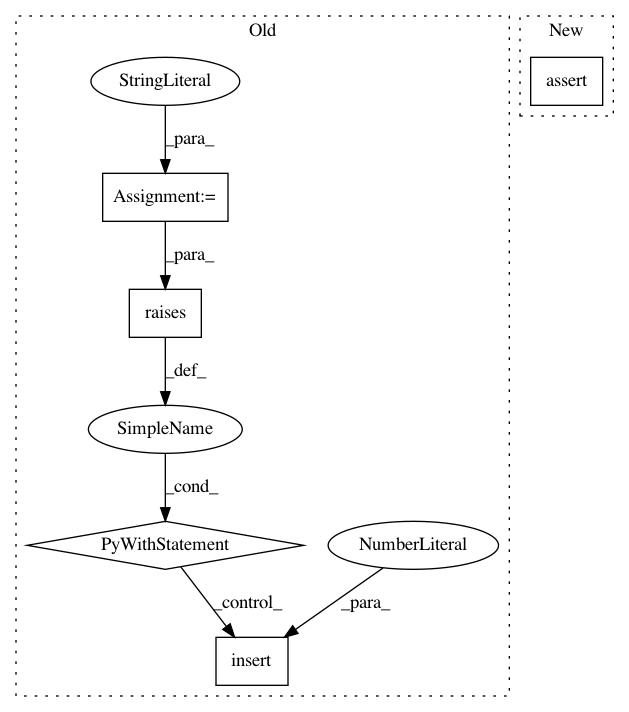 Old
New
StringLiteral
assert
_para_
Assignment:=
_para_
raises
_def_
SimpleName
_cond_
PyWithStatement
NumberLiteral
_control_
_para_
insert